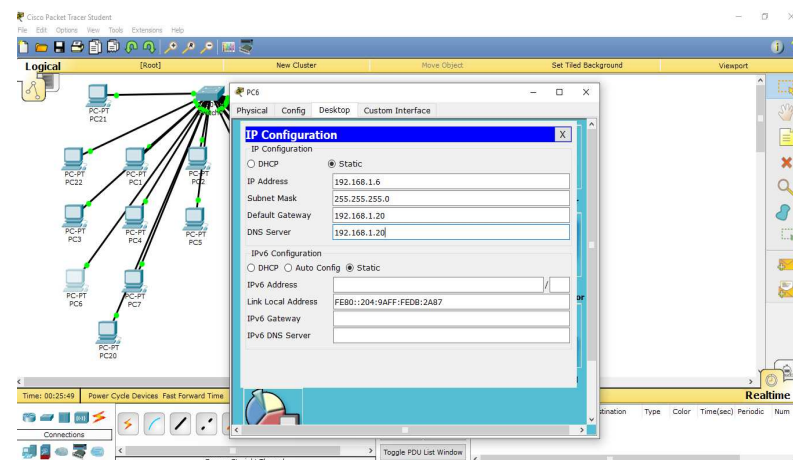 Cisco Packet Tracer Student
File Edit Options View Tools Extensions Help
Logical [Root] New Cluster Move Object Set Tiled Background Viewport
PC-PT
PC21
PC-PT
PC22
PC-PT
PC1
PC-PT
PC2
PC-PT
PC3
PC-PT
PC4
PC-PT
PC5
PC-PT
PC6
PC-PT
PC7
PC-PT
PC20
PC6
Physical Config Desktop Custom Interface
IP Configuration X
IP Configuration
DHCP Static
IP Address 192.168.1.6
Subnet Mask 255.255.255.0
Default Gateway 192.168.1.20
DNS Server 192.168.1.20
IPv6 Configuration
DHCP Auto Config Static
IPv6 Address /
Link Local Address FE80::204:9AFF:FEDB:2A87
IPv6 Gateway
IPv6 DNS Server
or
Time: 00:25:49 Power Cycle Devices Fast Forward Time Realtime
stination Type Color Time(sec) Periodic Num
Connections
Toggle PDU List Window